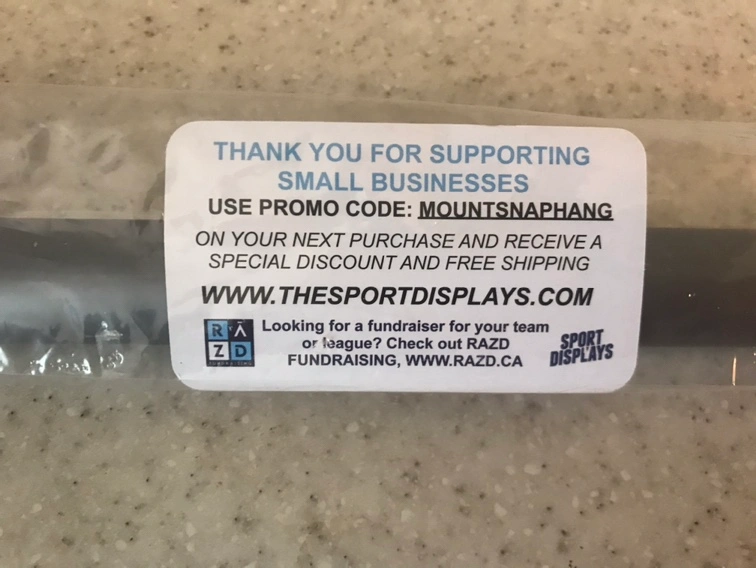 THANK YOU FOR SUPPORTING
SMALL BUSINESSES
USE PROMO CODE: MOUNTSNAPHANG
ON YOUR NEXT PURCHASE AND RECEIVE A
SPECIAL DISCOUNT AND FREE SHIPPING
WWW.THESPORTDISPLAYS.COM
RĀ
ZD
Looking for a fundraiser for your team
or league? Check out RAZD
FUNDRAISING, WWW.RAZD.CA
SPORT
DISPLAYS